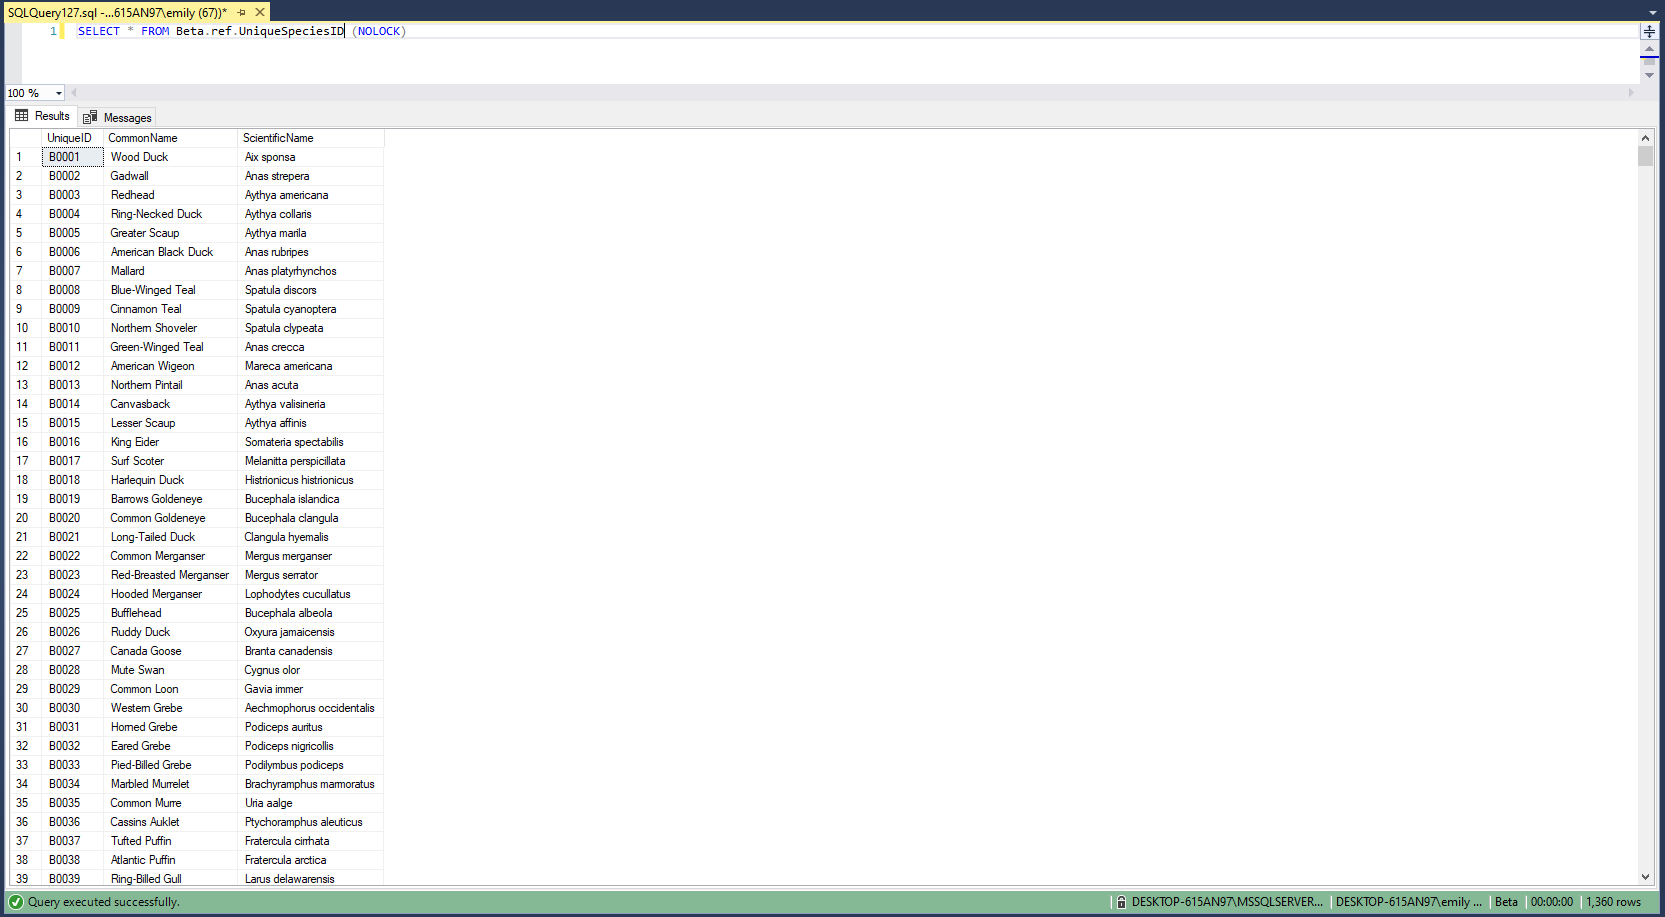 SQLQuery127.sql -...615AN97\emily (67))*
1 SELECT * FROM Beta.ref.UniqueSpeciesID (NOLOCK)
100 %
Results Messages
UniqueID CommonName ScientificName
1 B0001 Wood Duck Aix sponsa
2 B0002 Gadwall Anas strepera
3 B0003 Redhead Aythya americana
4 B0004 Ring-Necked Duck Aythya collaris
5 B0005 Greater Scaup Aythya marila
6 B0006 American Black Duck Anas rubripes
7 B0007 Mallard Anas platyrhynchos
8 B0008 Blue-Winged Teal Spatula discors
9 B0009 Cinnamon Teal Spatula cyanoptera
10 B0010 Northern Shoveler Spatula clypeata
11 B0011 Green-Winged Teal Anas crecca
12 B0012 American Wigeon Mareca americana
13 B0013 Northern Pintail Anas acuta
14 B0014 Canvasback Aythya valisineria
15 B0015 Lesser Scaup Aythya affinis
16 B0016 King Eider Somateria spectabilis
17 B0017 Surf Scoter Melanitta perspicillata
18 B0018 Harlequin Duck Histrionicus histrionicus
19 B0019 Barrows Goldeneye Bucephala islandica
20 B0020 Common Goldeneye Bucephala clangula
21 B0021 Long-Tailed Duck Clangula hyemalis
22 B0022 Common Merganser Mergus merganser
23 B0023 Red-Breasted Merganser Mergus serrator
24 B0024 Hooded Merganser Lophodytes cucullatus
25 B0025 Bufflehead Bucephala albeola
26 B0026 Ruddy Duck Oxyura jamaicensis
27 B0027 Canada Goose Branta canadensis
28 B0028 Mute Swan Cygnus olor
29 B0029 Common Loon Gavia immer
30 B0030 Western Grebe Aechmophorus occidentalis
31 B0031 Horned Grebe Podiceps auritus
32 B0032 Eared Grebe Podiceps nigricollis
33 B0033 Pied-Billed Grebe Podilymbus podiceps
34 B0034 Marbled Murrelet Brachyramphus marmoratus
35 B0035 Common Murre Uria aalge
36 B0036 Cassins Auklet Ptychoramphus aleuticus
37 B0037 Tufted Puffin Fratercula cirrhata
38 B0038 Atlantic Puffin Fratercula arctica
39 B0039 Ring-Billed Gull Larus delawarensis
Query executed successfully. DESKTOP-615AN97\MSSQLSERVER... DESKTOP-615AN97\emily ... Beta 00:00:00 1,360 rows